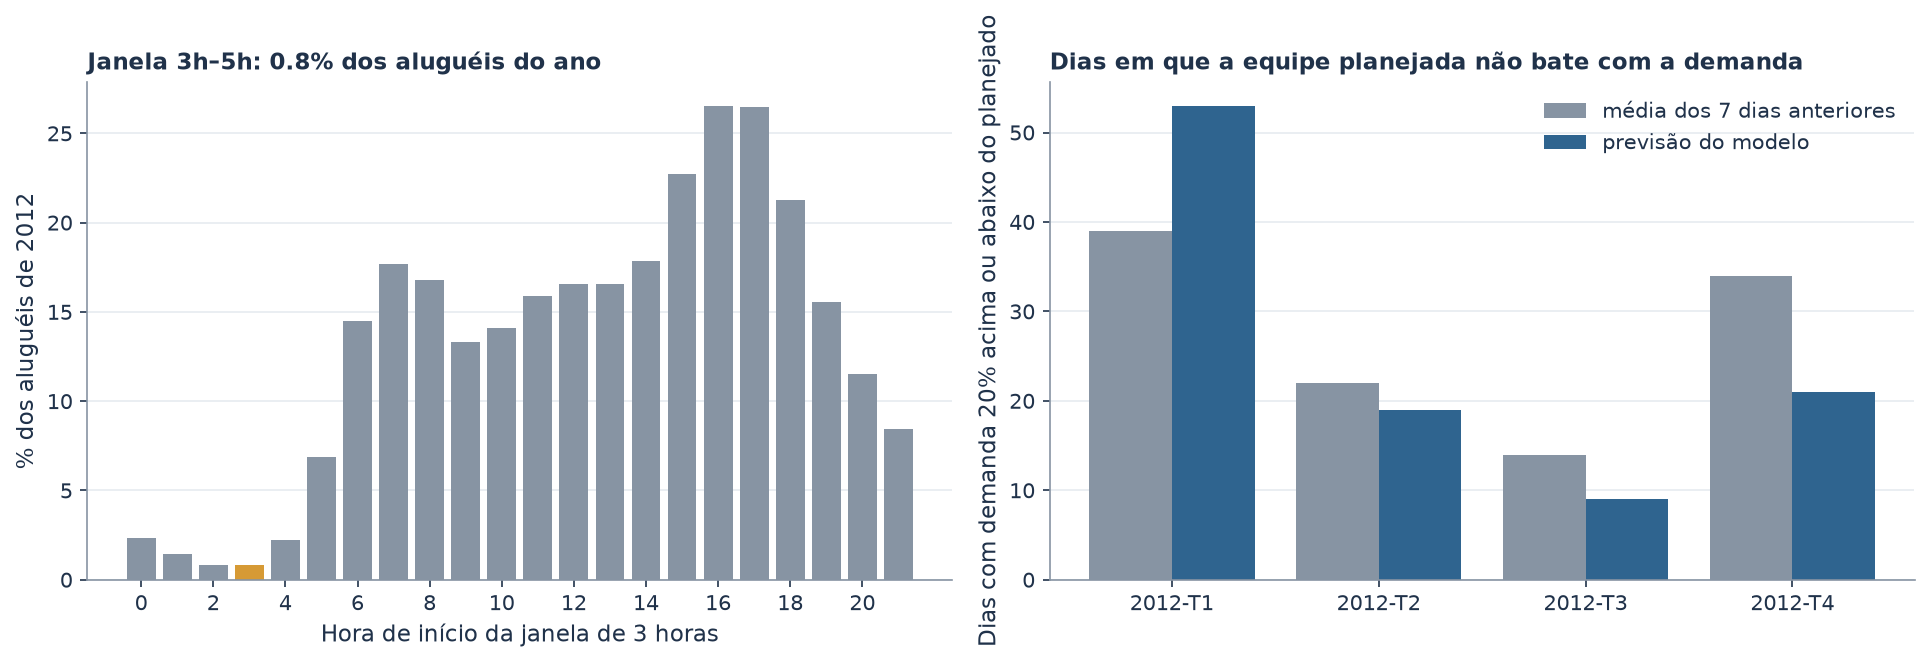 Janela 3h–5h: 0.8% dos aluguéis do ano
% dos aluguéis de 2012
25
20
15
10
5
0
0 2 4 6 8 10 12 14 16 18 20
Hora de início da janela de 3 horas
Dias em que a equipe planejada não bate com a demanda
Dias com demanda 20% acima ou abaixo do planejado
média dos 7 dias anteriores
previsão do modelo
50
40
30
20
10
0
2012-T1 2012-T2 2012-T3 2012-T4